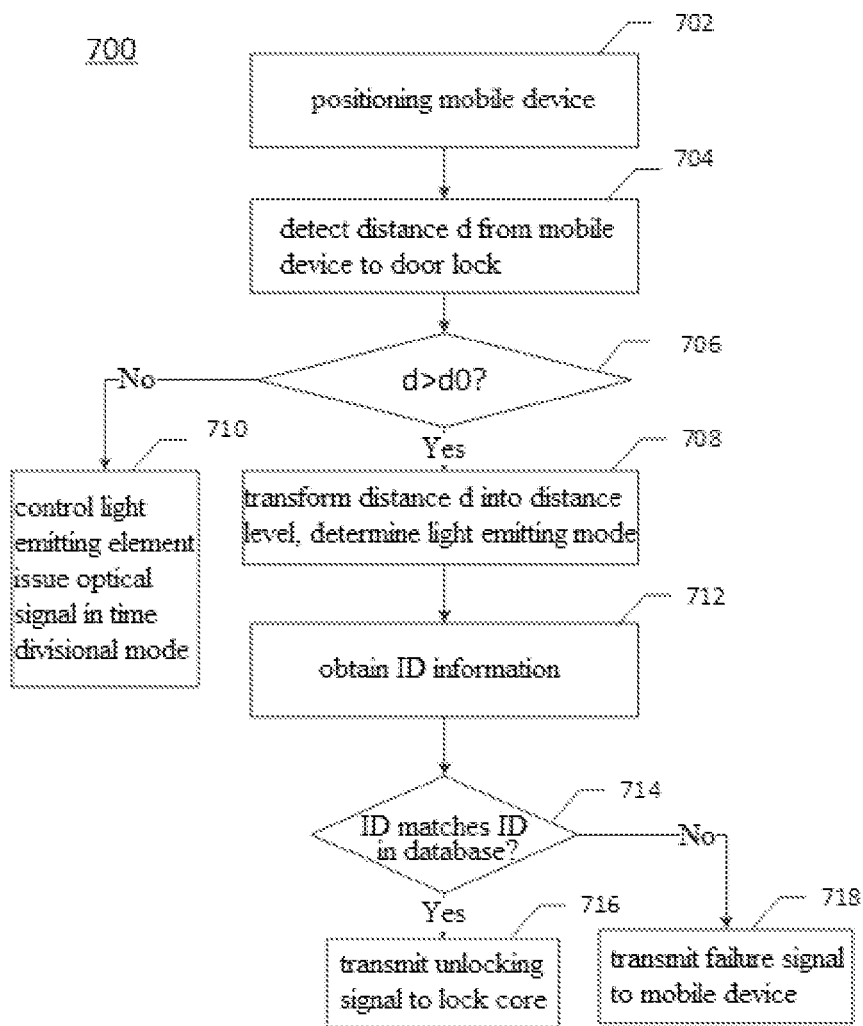 700
702
positioning mobile device
704
detect distance d from mobile
device to door lock
706
d>d0?
No
Yes
710
control light
emitting element
issue optical
signal in time
divisional mode
708
transform distance d into distance
level, determine light emitting mode
712
obtain ID information
714
ID matches ID
in database?
No
Yes
716
transmit unlocking
signal to lock core
718
transmit failure signal
to mobile device